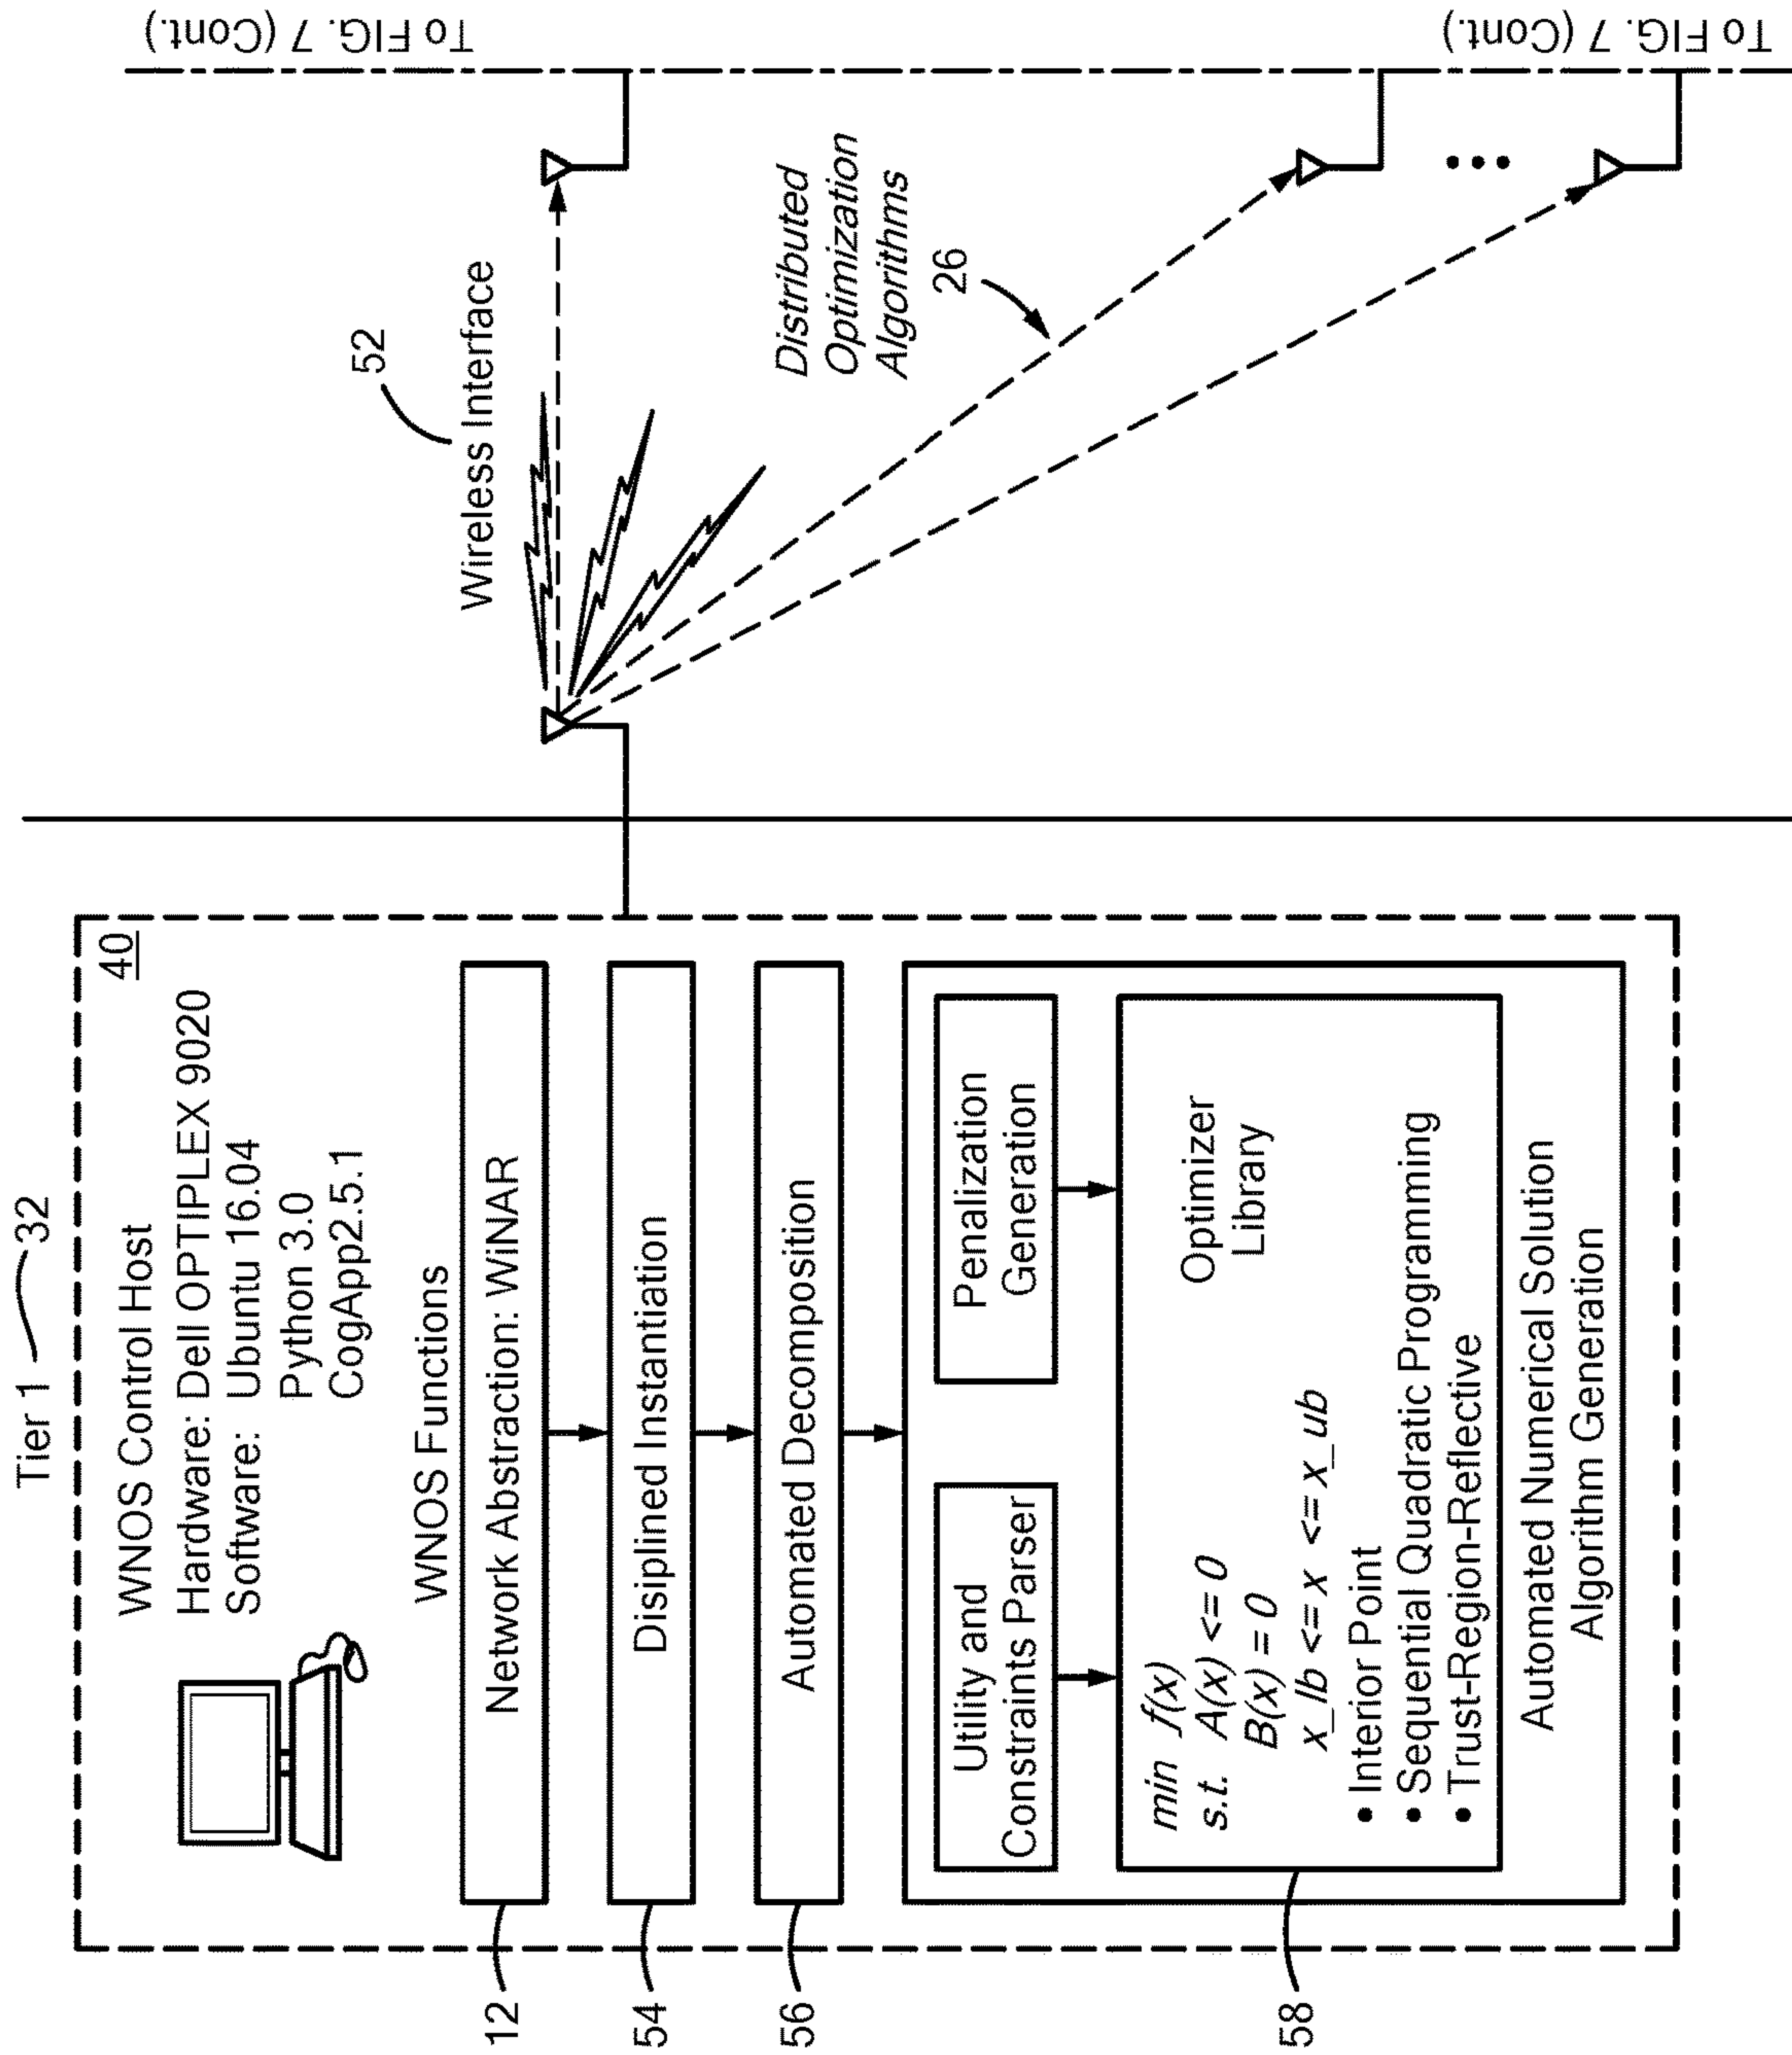 Tier 1
32
40
WNOS Control Host
Hardware: Dell OPTIPLEX 9020
Software: Ubuntu 16.04
Python 3.0
CogApp2.5.1
WNOS Functions
12
Network Abstraction: WiNAR
54
Disiplined Instantiation
56
Automated Decomposition
Utility and
Constraints Parser
Penalization
Generation
58
Optimizer
Library
min f(x)
s.t. A(x) <= 0
B(x) = 0
x_lb <= x <= x_ub
• Interior Point
• Sequential Quadratic Programming
• Trust-Region-Reflective
Automated Numerical Solution
Algorithm Generation
52
Wireless Interface
Distributed
Optimization
Algorithms
26
To FIG. 7 (Cont.)
To FIG. 7 (Cont.)